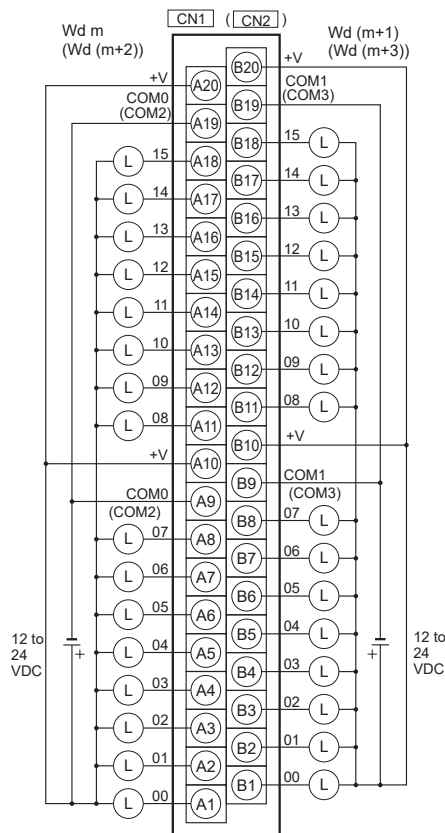 CN1 ( CN2 )
Wd m
(Wd (m+2))
Wd (m+1)
(Wd (m+3))
+V A20 B20 +V
COM0
(COM2) A19 B19 COM1
(COM3)
L 15 A18 B18 15 L
L 14 A17 B17 14 L
L 13 A16 B16 13 L
L 12 A15 B15 12 L
L 11 A14 B14 11 L
L 10 A13 B13 10 L
L 09 A12 B12 09 L
L 08 A11 B11 08 L
+V A10 B10 +V
COM0
(COM2) A9 B9 COM1
(COM3)
L 07 A8 B8 07 L
L 06 A7 B7 06 L
L 05 A6 B6 05 L
L 04 A5 B5 04 L
L 03 A4 B4 03 L
L 02 A3 B3 02 L
L 01 A2 B2 01 L
L 00 A1 B1 00 L
12 to
24
VDC
+
12 to
24
VDC
+